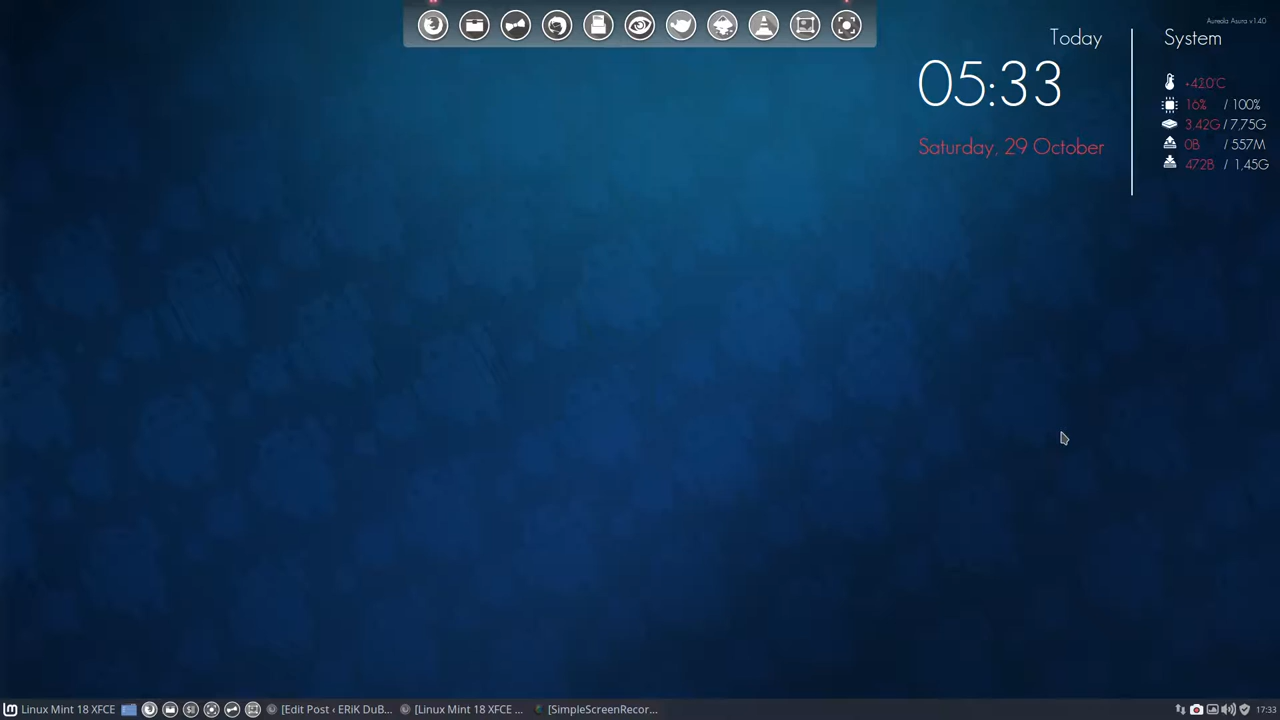 Aureola Asura v1.40
Today
System
05:33
Saturday, 29 October
+42.0°C
16% / 100%
3.42G / 7,75G
0B / 557M
472B / 1,45G
Linux Mint 18 XFCE
[Edit Post ‹ ERiK DuB...
[Linux Mint 18 XFCE ...
[SimpleScreenRecor...
17:33